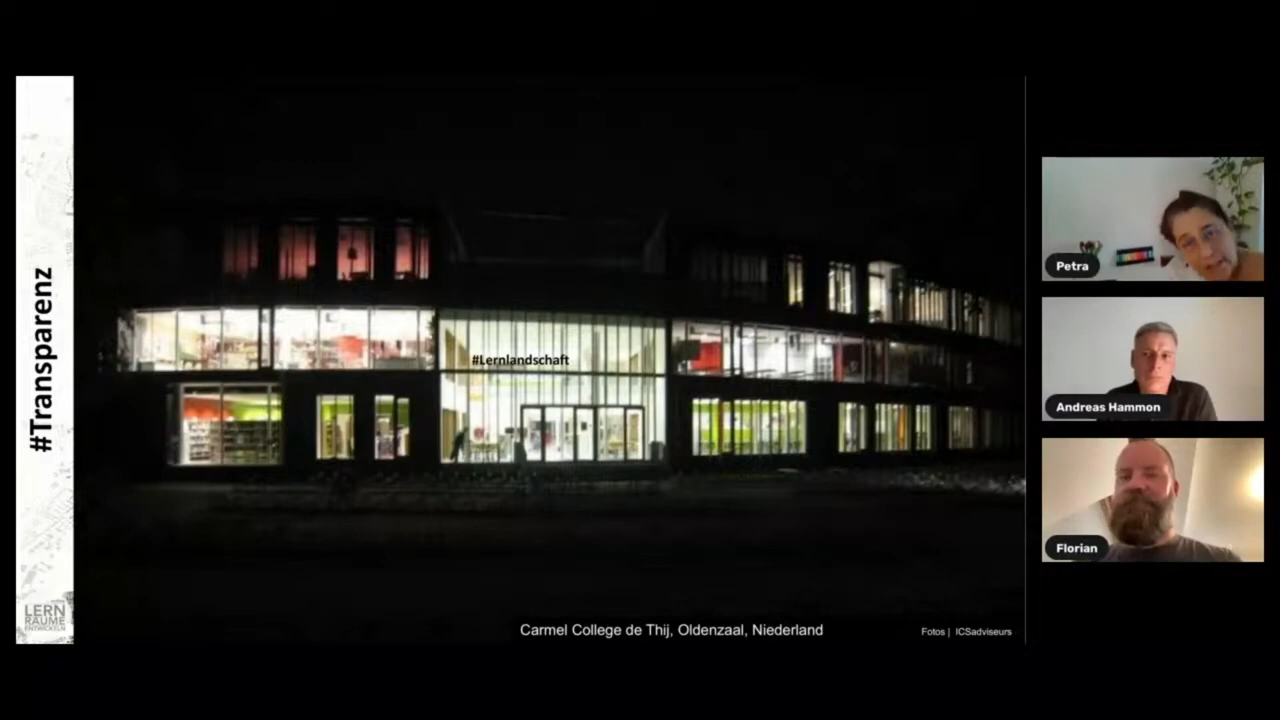 #Transparenz
LERN
RÄUME
ENTWICKELN
#Lernlandschaft
Carmel College de Thij, Oldenzaal, Niederland
Fotos | ICSadviseurs
Petra
Andreas Hammon
Florian